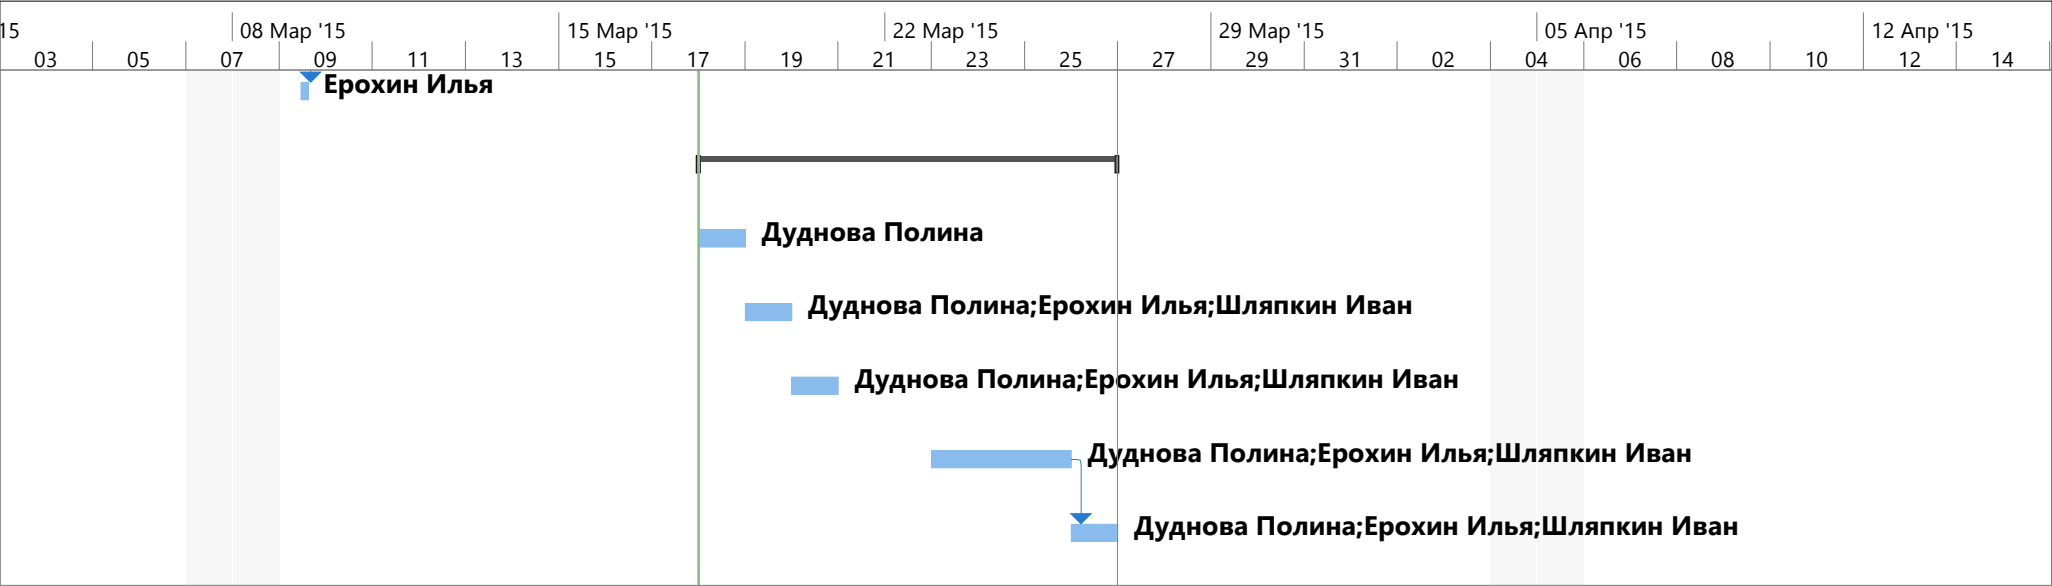 15 08 Мар '15 15 Мар '15 22 Мар '15 29 Мар '15 05 Апр '15 12 Апр '15
03 05 07 09 11 13 15 17 19 21 23 25 27 29 31 02 04 06 08 10 12 14
Ерохин Илья
Дуднова Полина
Дуднова Полина;Ерохин Илья;Шляпкин Иван
Дуднова Полина;Ерохин Илья;Шляпкин Иван
Дуднова Полина;Ерохин Илья;Шляпкин Иван
Дуднова Полина;Ерохин Илья;Шляпкин Иван